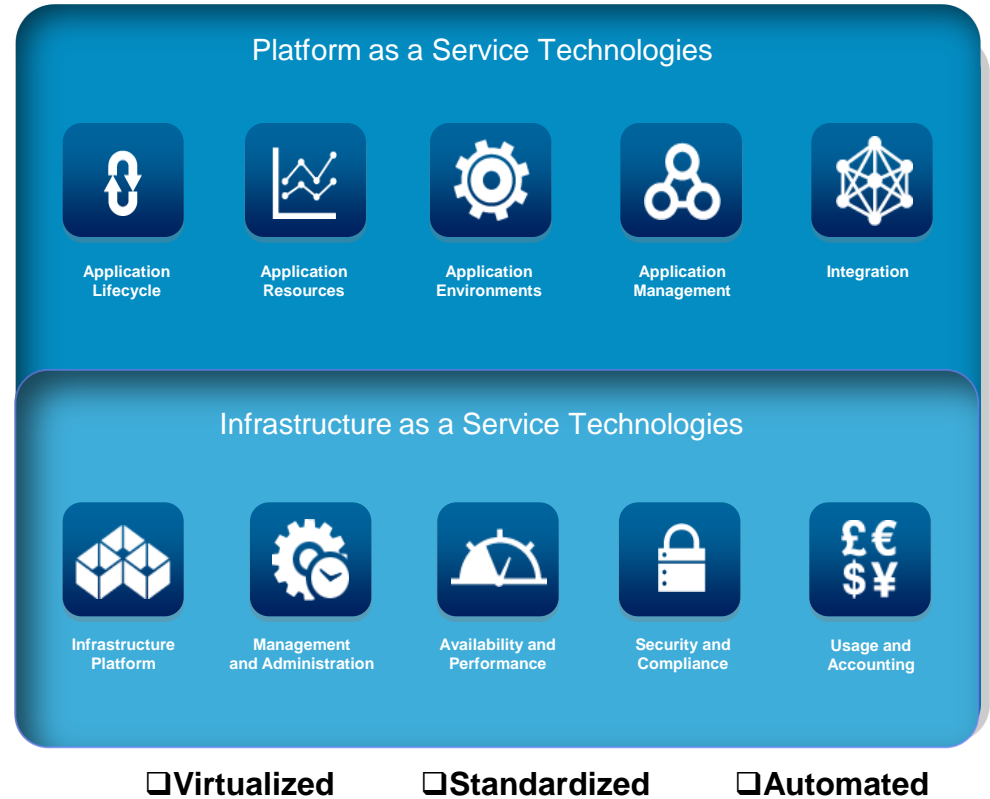 Platform as a Service Technologies
Application
Lifecycle
Application
Resources
Application
Environments
Application
Management
Integration
Infrastructure as a Service Technologies
£€
$¥
Infrastructure
Platform
Management
and Administration
Availability and
Performance
Security and
Compliance
Usage and
Accounting
❑Virtualized ❑Standardized ❑Automated